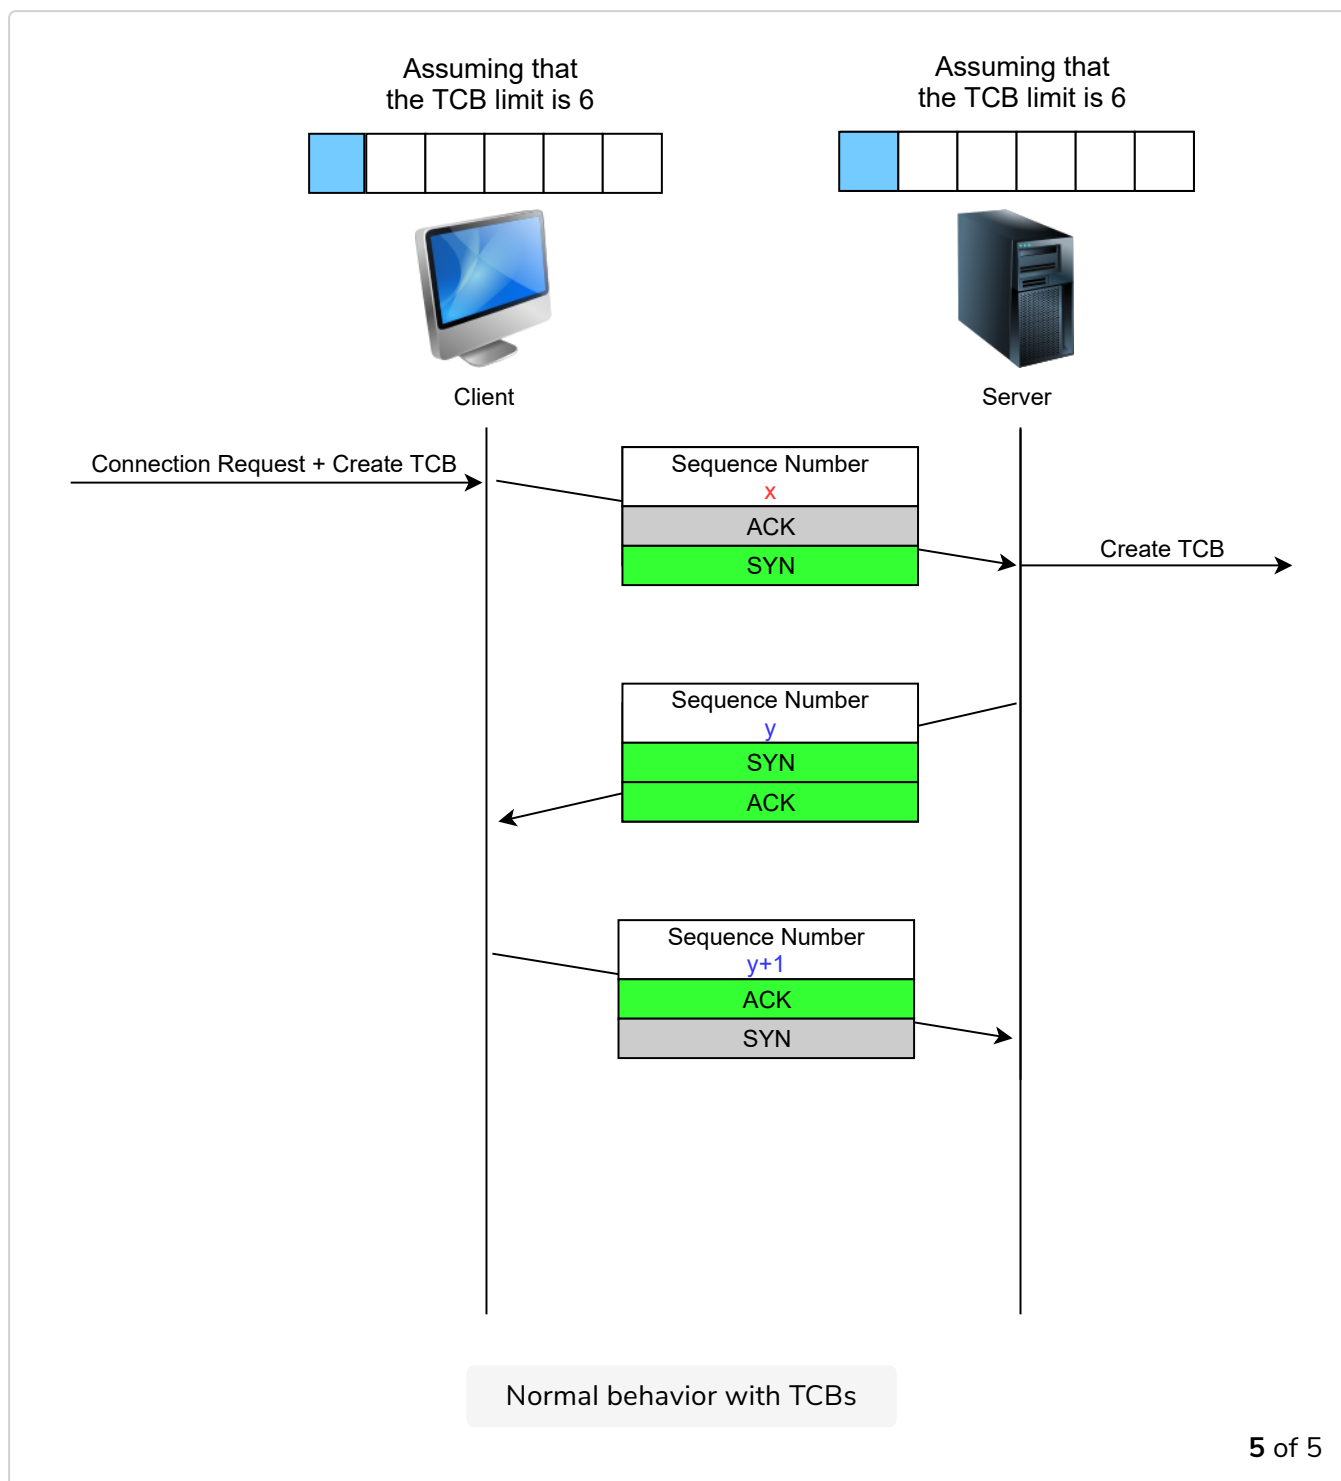 Assuming that
the TCB limit is 6
Assuming that
the TCB limit is 6
Client
Server
Connection Request + Create TCB
Sequence Number
x
ACK
SYN
Create TCB
Sequence Number
y
SYN
ACK
Sequence Number
y+1
ACK
SYN
Normal behavior with TCBs
5 of 5